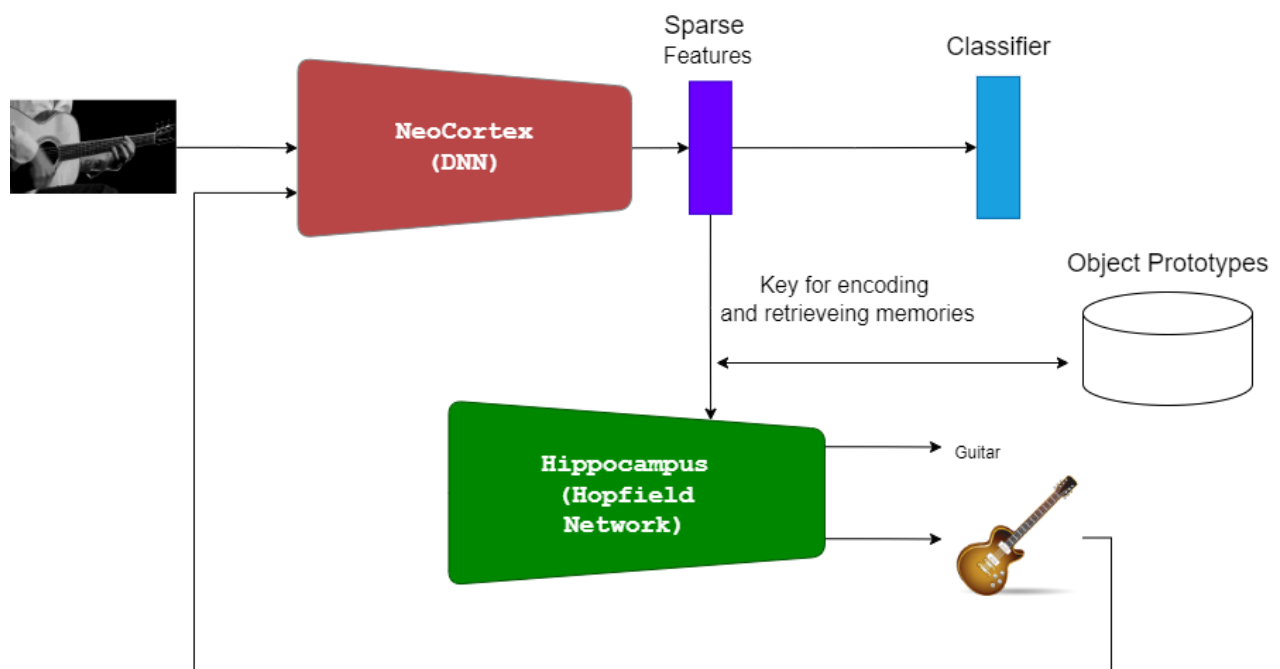 Sparse
Features
Classifier
NeoCortex
(DNN)
Object Prototypes
Key for encoding
and retrieveing memories
Hippocampus
(Hopfield
Network)
Guitar